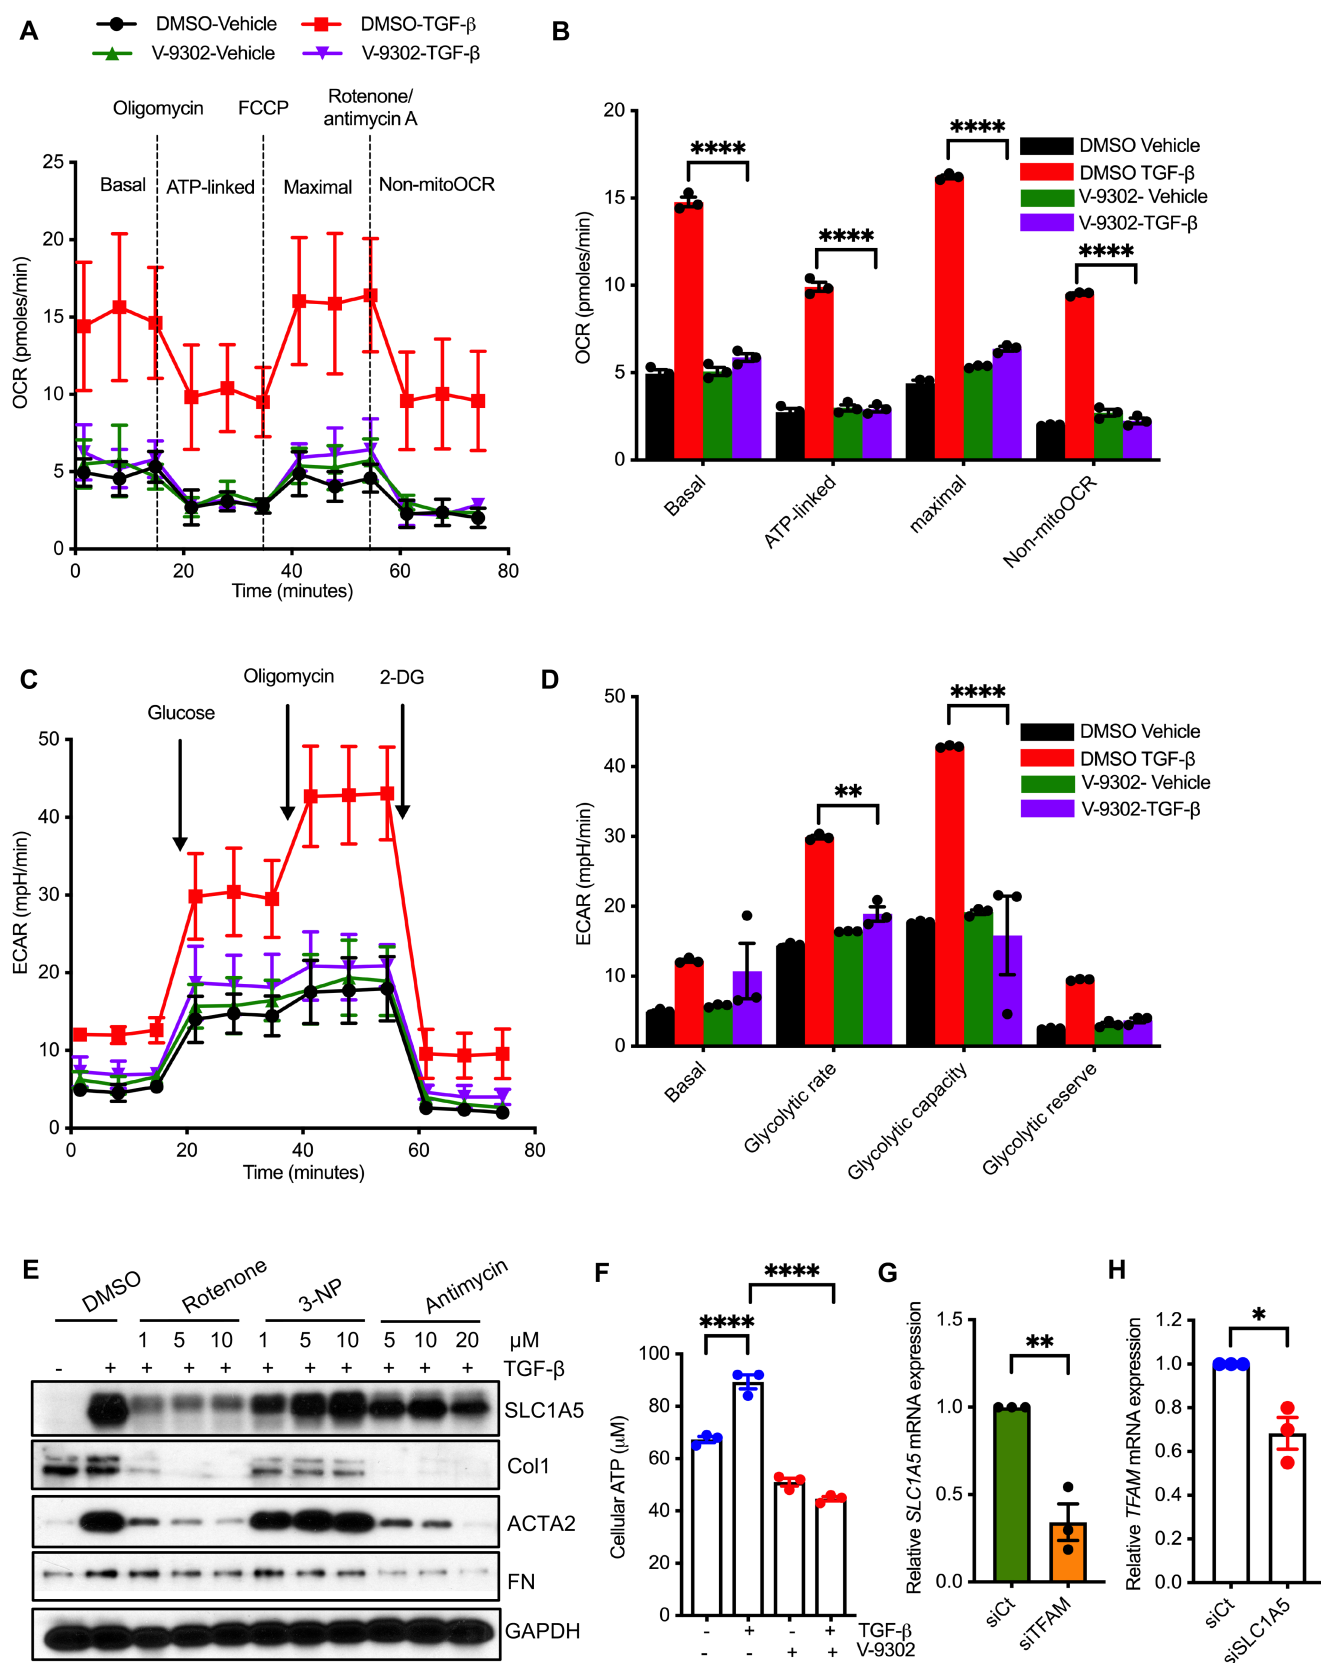 A
DMSO-Vehicle
DMSO-TGF-β
V-9302-Vehicle
V-9302-TGF-β
Oligomycin
FCCP
Rotenone/
antimycin A
Basal
ATP-linked
Maximal
Non-mitoOCR
OCR (pmoles/min)
25
20
15
10
5
0
0 20 40 60 80
Time (minutes)
B
OCR (pmoles/min)
20
15
10
5
0
****
****
****
****
DMSO Vehicle
DMSO TGF-β
V-9302- Vehicle
V-9302-TGF-β
Basal
ATP-linked
maximal
Non-mitoOCR
C
Glucose
Oligomycin
2-DG
ECAR (mpH/min)
50
40
30
20
10
0
0 20 40 60 80
Time (minutes)
D
ECAR (mpH/min)
50
40
30
20
10
0
**
****
DMSO Vehicle
DMSO TGF-β
V-9302- Vehicle
V-9302-TGF-β
Basal
Glycolytic rate
Glycolytic capacity
Glycolytic reserve
E
DMSO Rotenone 3-NP Antimycin
1 5 10 1 5 10 5 10 20 μM
- + + + + + + + + + + TGF-β
SLC1A5
Col1
ACTA2
FN
GAPDH
F
****
****
Cellular ATP (μM)
100
80
60
40
20
0
- + - + TGF-β
- - + + V-9302
G
**
Relative SLC1A5 mRNA expression
1.5
1.0
0.5
0.0
siCt
siTFAM
H
*
Relative TFAM mRNA expression
1.2
1.0
0.8
0.6
0.4
0.2
0.0
siCt
siSLC1A5